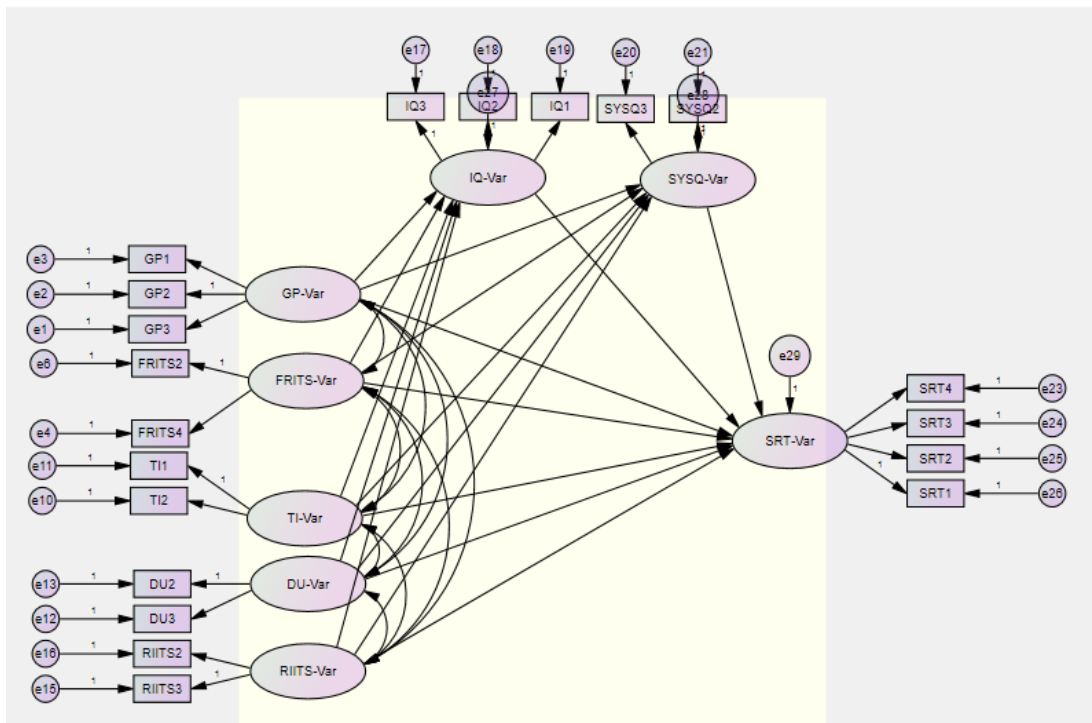 e17 e18 e19 e20 e21
1 1 1 1 1
e27 e28
IQ3 IQ2 IQ1 SYSQ3 SYSQ2
1 1 1
IQ-Var SYSQ-Var
e3 1 GP1
e2 1 GP2 1 GP-Var
e1 1 GP3
e6 1 FRITS2 1 FRITS-Var
e29
1
SRT4 1 e23
SRT3 1 e24
e4 1 FRITS4
SRT-Var
SRT2 1 e25
e11 1 TI1 1
1 SRT1 1 e26
e10 1 TI2
TI-Var
e13 1 DU2 1 DU-Var
e12 1 DU3
e16 1 RIITS2
RIITS-Var
e15 1 RIITS3 1